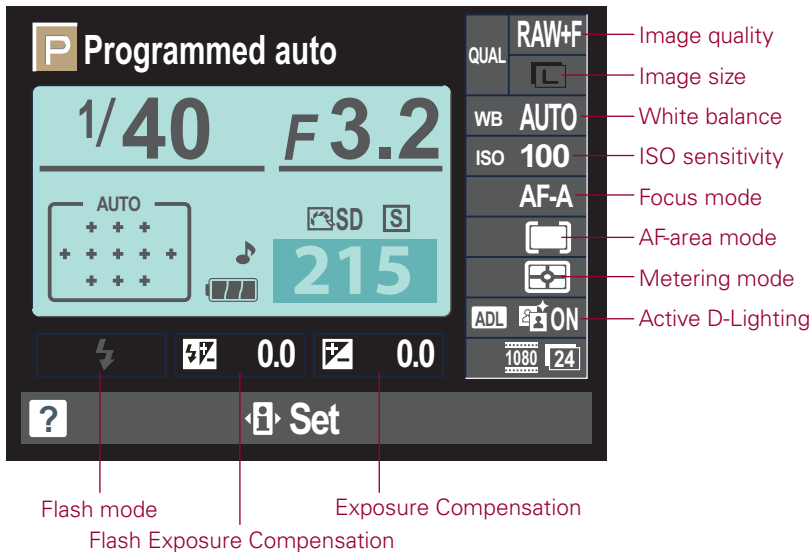 P Programmed auto
QUAL RAW+F
L
Image quality
Image size
1/40 F3.2
WB AUTO
White balance
ISO 100
ISO sensitivity
AF-A
Focus mode
AUTO
SD S
215
AF-area mode
Metering mode
ADL ON
Active D-Lighting
0.0 0.0
1080 24
? i Set
Flash mode
Exposure Compensation
Flash Exposure Compensation